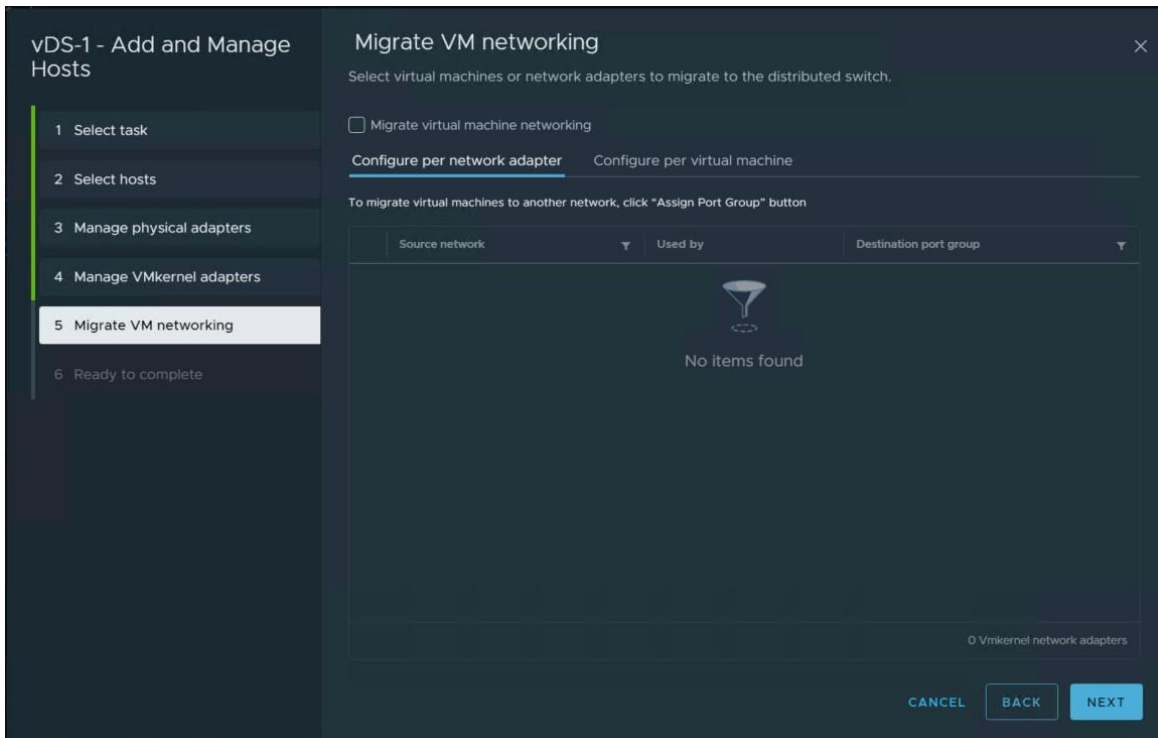 vDS-1 - Add and Manage
Hosts
1 Select task
2 Select hosts
3 Manage physical adapters
4 Manage VMkernel adapters
5 Migrate VM networking
6 Ready to complete
Migrate VM networking
Select virtual machines or network adapters to migrate to the distributed switch.
Migrate virtual machine networking
Configure per network adapter Configure per virtual machine
To migrate virtual machines to another network, click "Assign Port Group" button
Source network Used by Destination port group
No items found
0 Vmkernel network adapters
CANCEL BACK NEXT